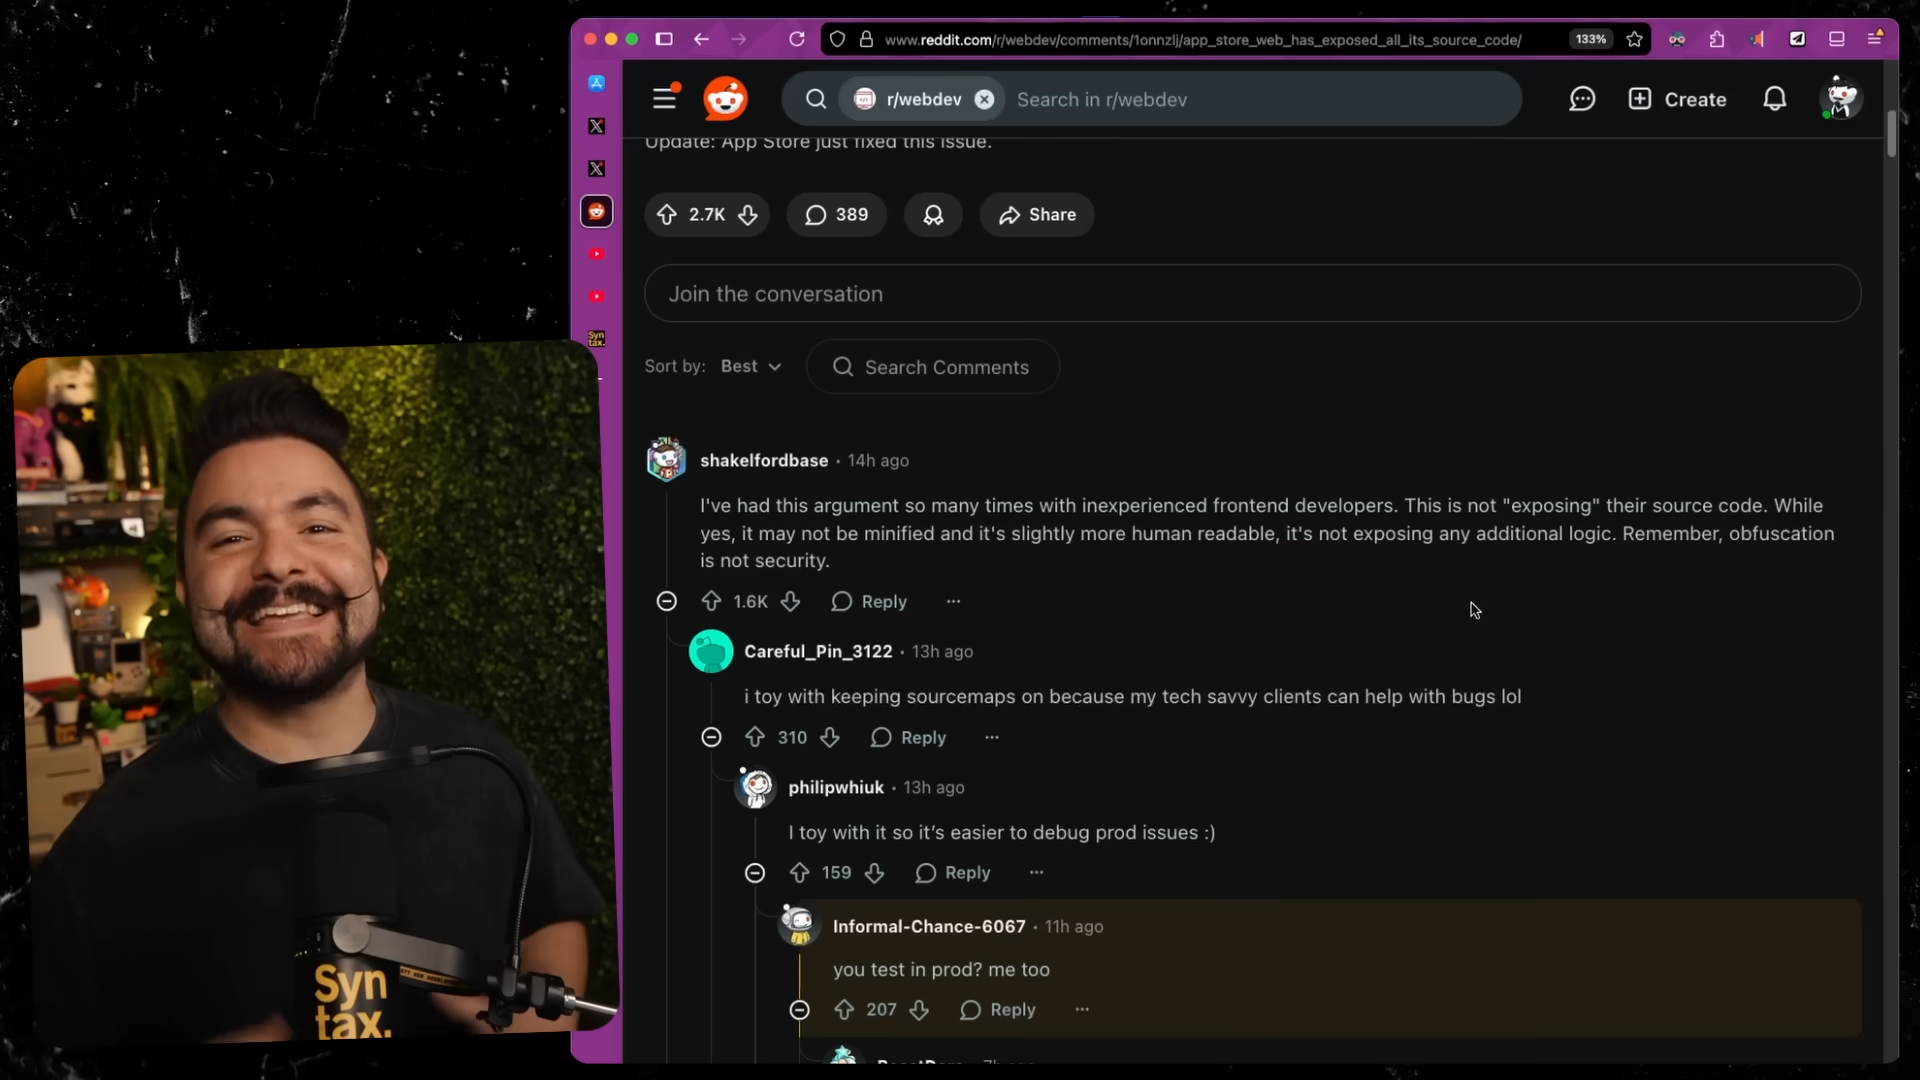 www.reddit.com/r/webdev/comments/1onnzlj/app_store_web_has_exposed_all_its_source_code/
133%
r/webdev
Search in r/webdev
Create
Update: App Store just fixed this issue.
2.7K
389
Share
Join the conversation
Sort by: Best
Search Comments
shakelfordbase • 14h ago
I've had this argument so many times with inexperienced frontend developers. This is not "exposing" their source code. While
yes, it may not be minified and it's slightly more human readable, it's not exposing any additional logic. Remember, obfuscation
is not security.
1.6K
Reply
Careful_Pin_3122 • 13h ago
i toy with keeping sourcemaps on because my tech savvy clients can help with bugs lol
310
Reply
philipwhiuk • 13h ago
I toy with it so it's easier to debug prod issues :)
159
Reply
Informal-Chance-6067 • 11h ago
you test in prod? me too
207
Reply
Syn
tax.
Syn
tax.